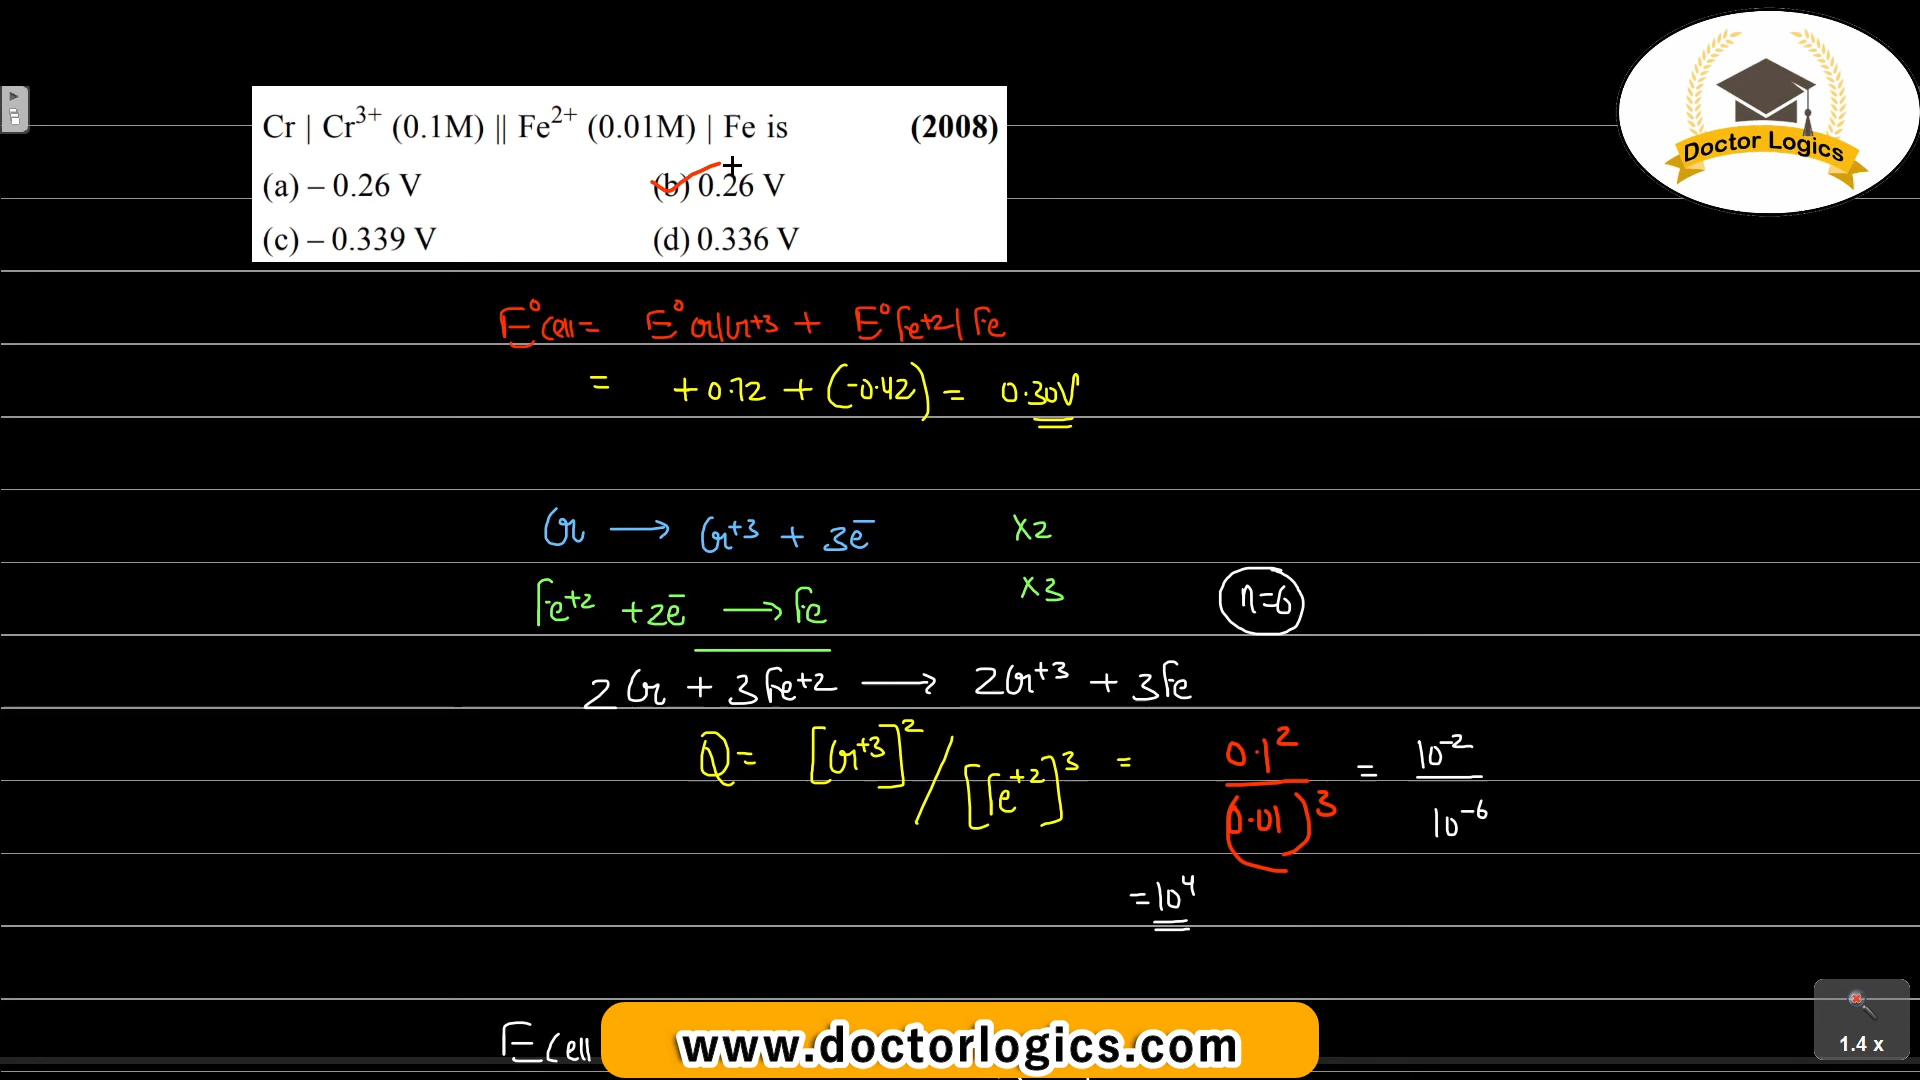 Doctor Logics
Cr | Cr³⁺ (0.1M) || Fe²⁺ (0.01M) | Fe is (2008)
(a) – 0.26 V (b) 0.26 V
(c) – 0.339 V (d) 0.336 V
E°cell = E° Cr/Cr⁺³ + E° Fe⁺²/Fe
= +0.72 + (-0.42) = 0.30V
Cr → Cr⁺³ + 3e⁻ ×2
Fe⁺² + 2e⁻ → Fe ×3
n=6
2Cr + 3Fe⁺² → 2Cr⁺³ + 3Fe
Q = [Cr⁺³]² / [Fe⁺²]³ = 0.1² / (0.01)³ = 10⁻² / 10⁻⁶
= 10⁴
Ecell
www.doctorlogics.com
1.4 x